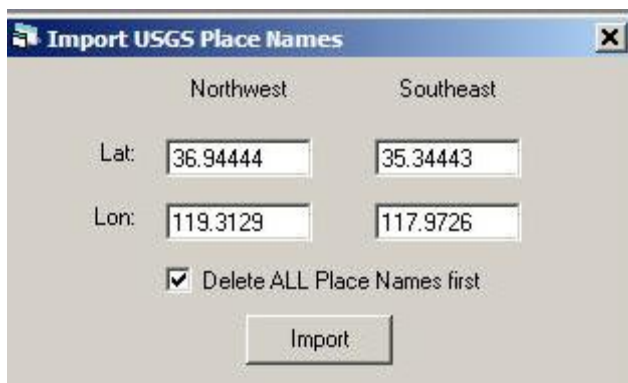 Import USGS Place Names
Northwest Southeast
Lat: 36.94444 35.34443
Lon: 119.3129 117.9726
Delete ALL Place Names first
Import